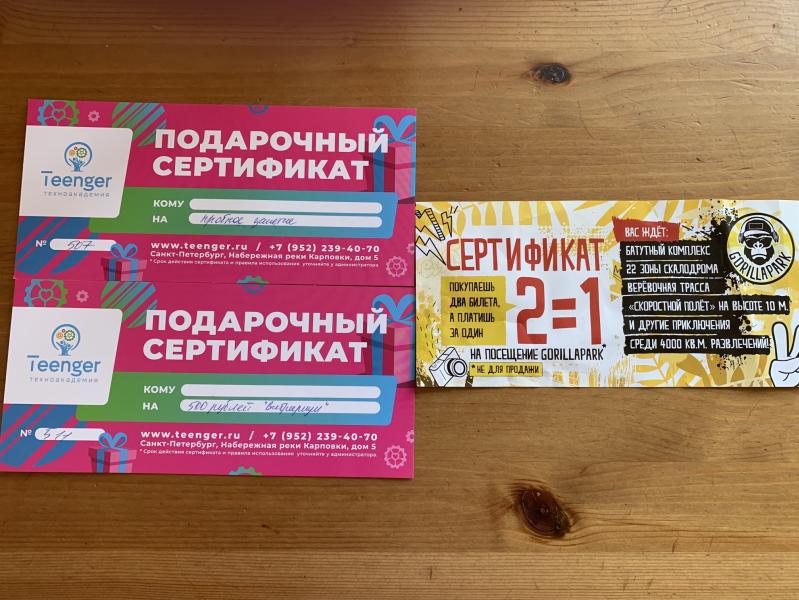 Teenger
ТЕХНОАКАДЕМИЯ
ПОДАРОЧНЫЙ
СЕРТИФИКАТ
КОМУ
НА пробное занятие
№ 507
www.teenger.ru / +7 (952) 239-40-70
Санкт-Петербург, Набережная реки Карповки, дом 5
* Срок действия сертификата и правила использования уточняйте у администратора
Teenger
ТЕХНОАКАДЕМИЯ
ПОДАРОЧНЫЙ
СЕРТИФИКАТ
КОМУ
НА 500 рублей
№ 511
www.teenger.ru / +7 (952) 239-40-70
Санкт-Петербург, Набережная реки Карповки, дом 5
* Срок действия сертификата и правила использования уточняйте у администратора
СЕРТИФИКАТ
ПОКУПАЕШЬ
ДВА БИЛЕТА,
А ПЛАТИШЬ
ЗА ОДИН
2=1
НА ПОСЕЩЕНИЕ GORILLAPARK*
*НЕ ДЛЯ ПРОДАЖИ
ВАС ЖДЁТ:
БАТУТНЫЙ КОМПЛЕКС
22 ЗОНЫ СКАЛОДРОМА
ВЕРЁВОЧНАЯ ТРАССА
«СКОРОСТНОЙ ПОЛЁТ» НА ВЫСОТЕ 10 М.
И ДРУГИЕ ПРИКЛЮЧЕНИЯ
СРЕДИ 4000 КВ.М. РАЗВЛЕЧЕНИЙ!
GORILLAPARK